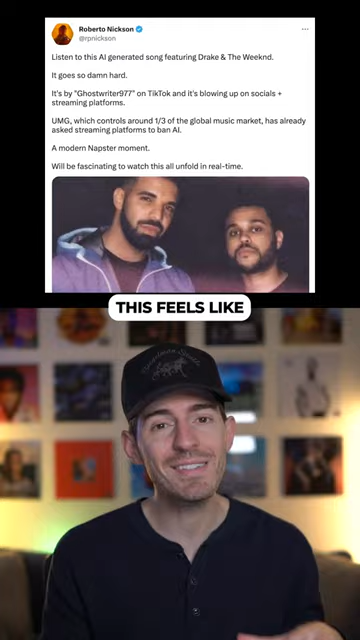 Roberto Nickson
@rpnickson
Listen to this AI generated song featuring Drake & The Weeknd.
It goes so damn hard.
It's by "Ghostwriter977" on TikTok and it's blowing up on socials +
streaming platforms.
UMG, which controls around 1/3 of the global music market, has already
asked streaming platforms to ban AI.
A modern Napster moment.
Will be fascinating to watch this all unfold in real-time.
THIS FEELS LIKE